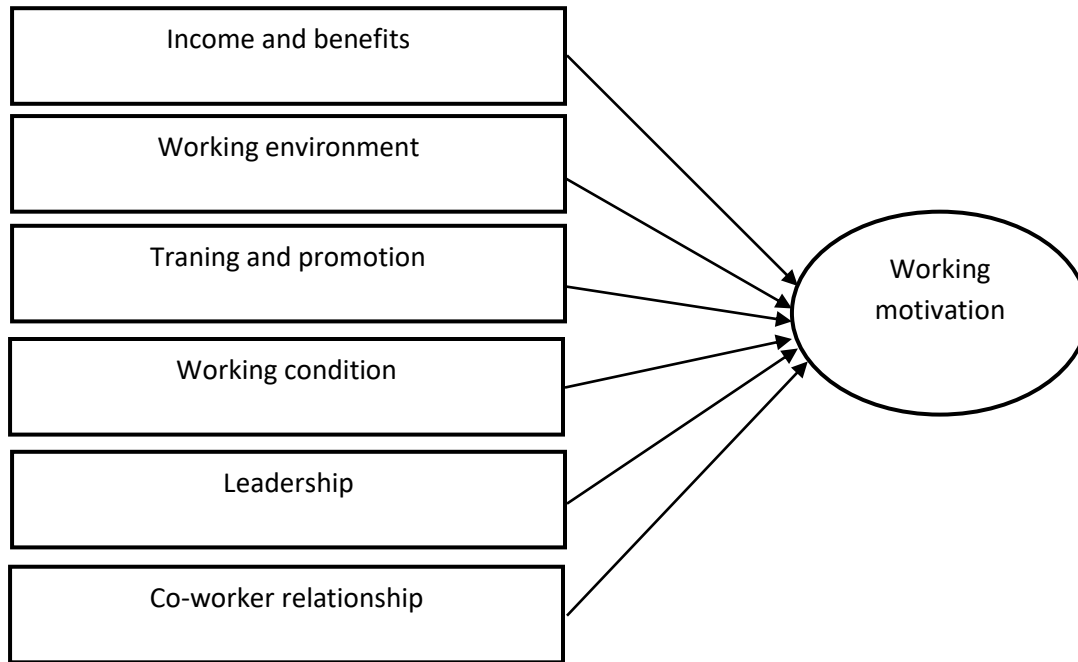 Income and benefits
Working environment
Traning and promotion
Working condition
Leadership
Co-worker relationship
Working
motivation